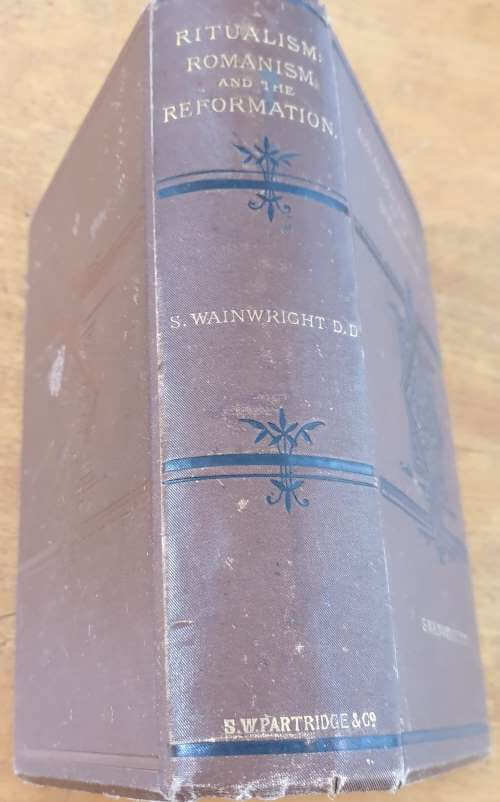 RITUALISM,
ROMANISM,
AND THE
REFORMATION.
S. WAINWRIGHT D.D
S.W. PARTRIDGE & Co.